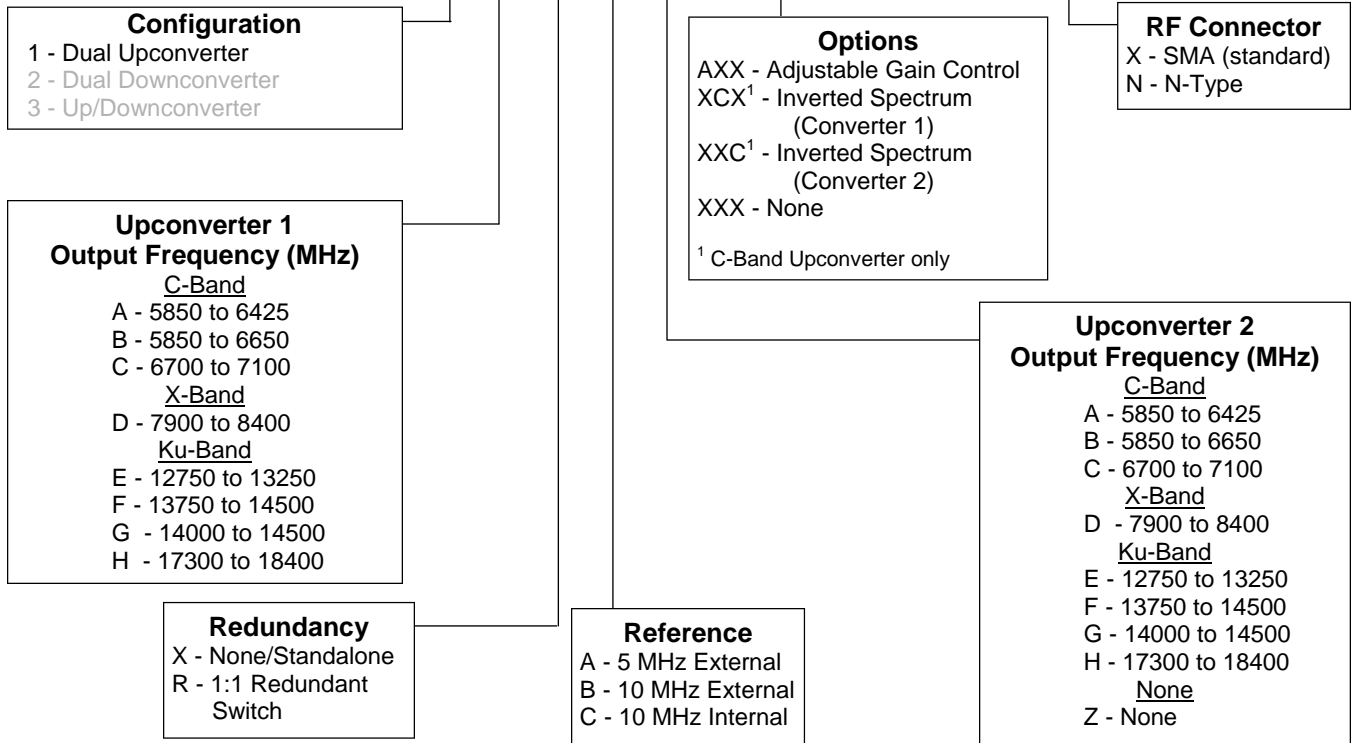 Configuration
1 - Dual Upconverter
2 - Dual Downconverter
3 - Up/Downconverter
Options
AXX - Adjustable Gain Control
XCX¹ - Inverted Spectrum
(Converter 1)
XXC¹ - Inverted Spectrum
(Converter 2)
XXX - None
¹ C-Band Upconverter only
RF Connector
X - SMA (standard)
N - N-Type
Upconverter 1
Output Frequency (MHz)
C-Band
A - 5850 to 6425
B - 5850 to 6650
C - 6700 to 7100
X-Band
D - 7900 to 8400
Ku-Band
E - 12750 to 13250
F - 13750 to 14500
G - 14000 to 14500
H - 17300 to 18400
Upconverter 2
Output Frequency (MHz)
C-Band
A - 5850 to 6425
B - 5850 to 6650
C - 6700 to 7100
X-Band
D - 7900 to 8400
Ku-Band
E - 12750 to 13250
F - 13750 to 14500
G - 14000 to 14500
H - 17300 to 18400
None
Z - None
Redundancy
X - None/Standalone
R - 1:1 Redundant
Switch
Reference
A - 5 MHz External
B - 10 MHz External
C - 10 MHz Internal